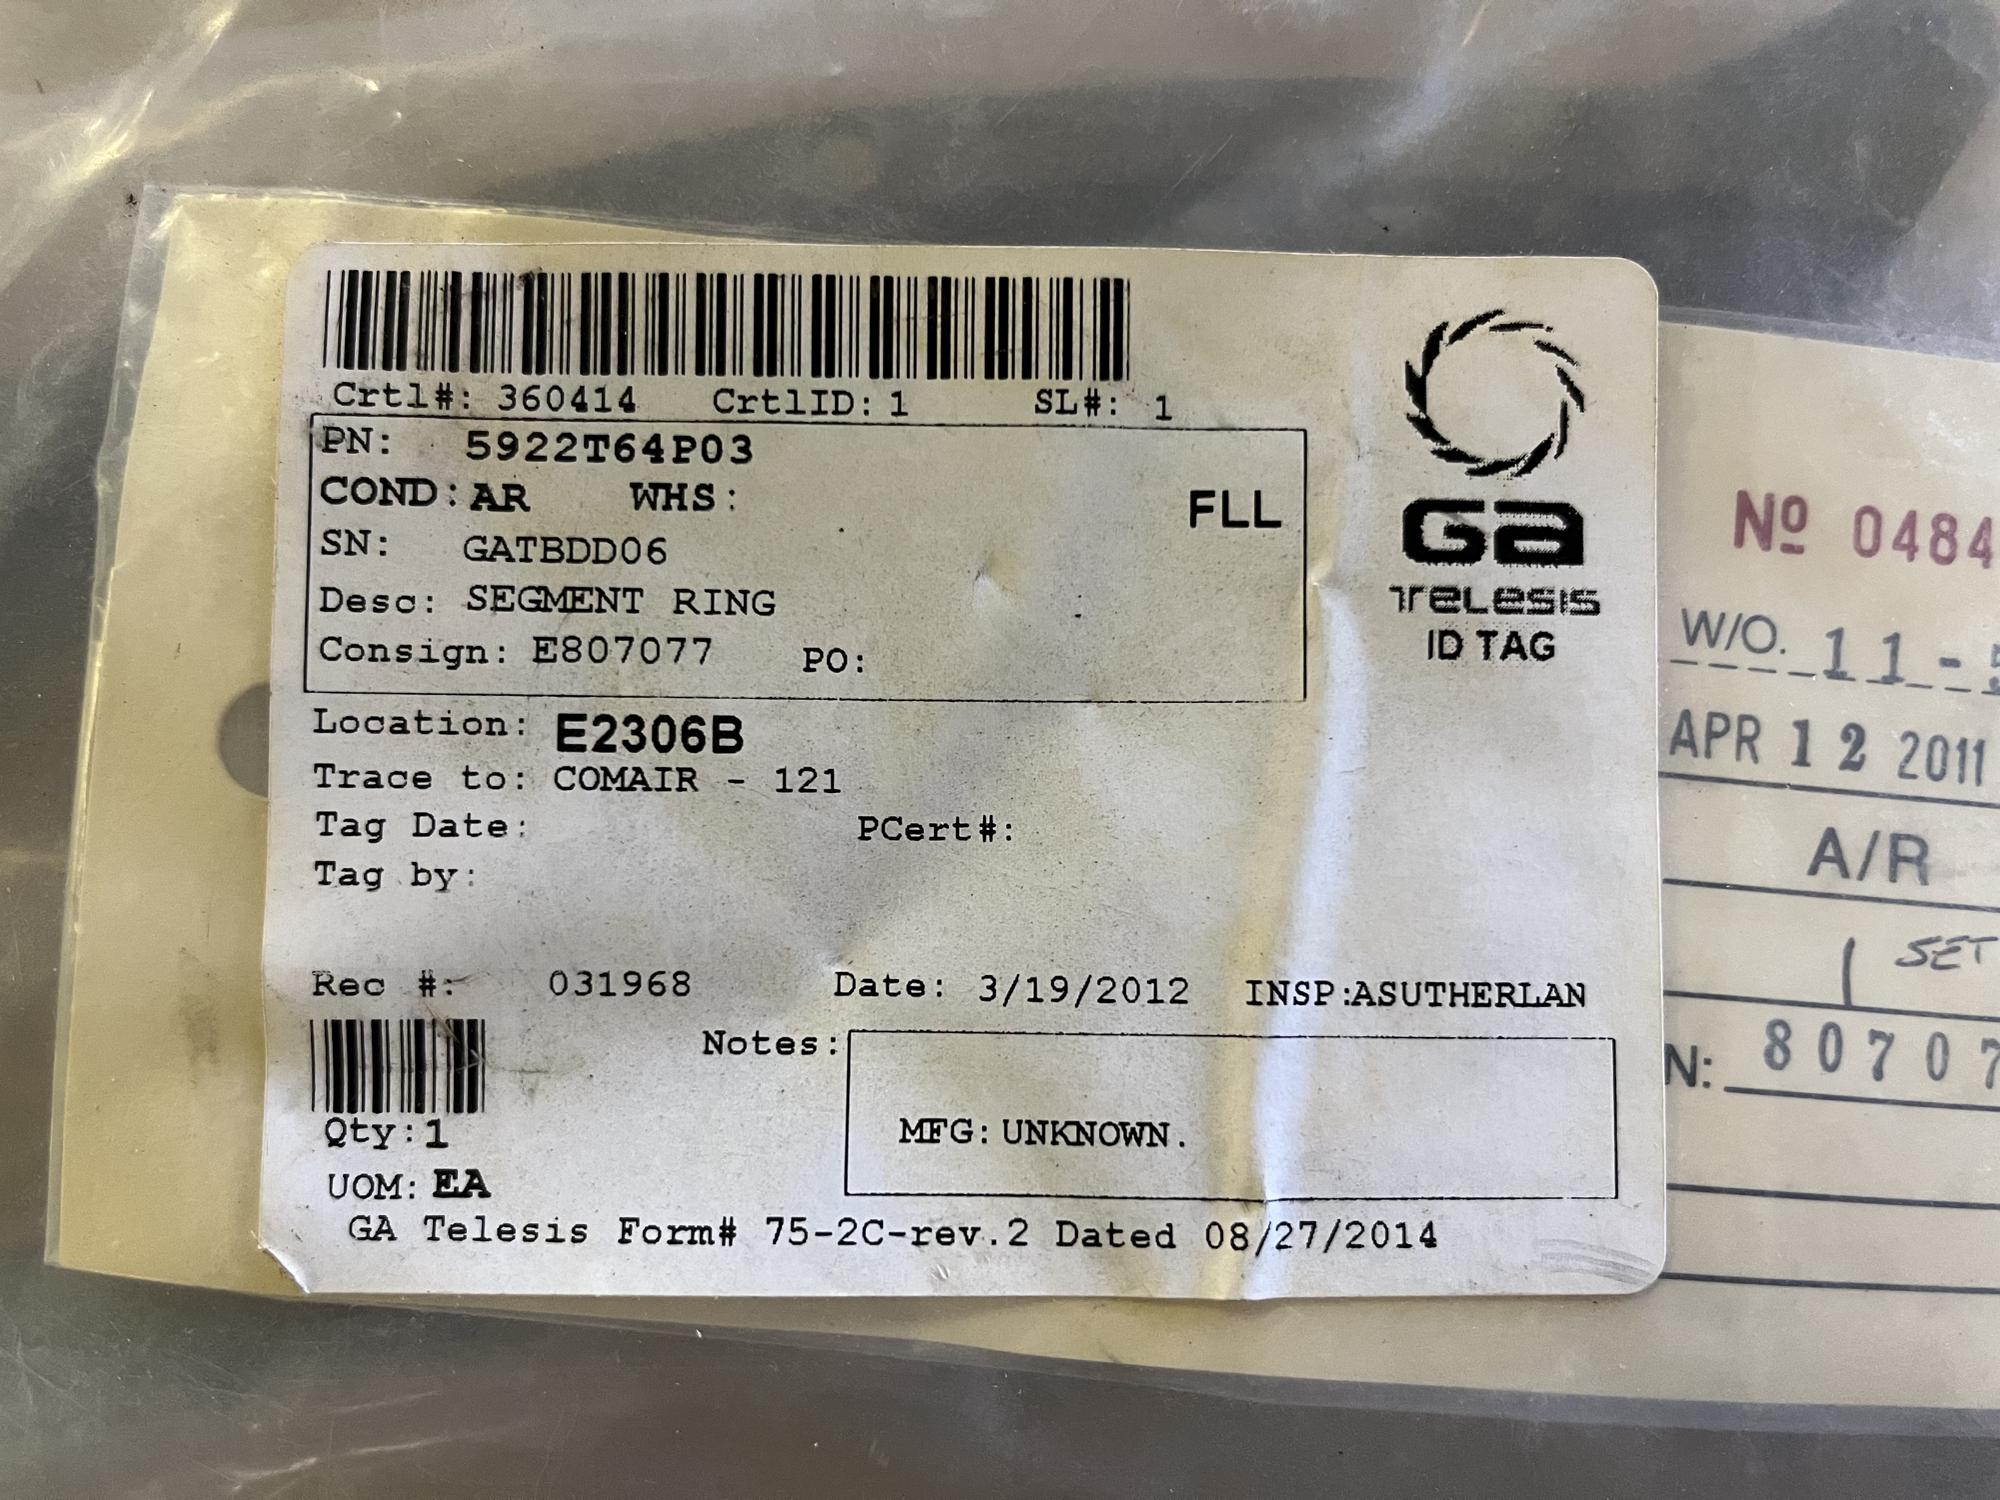 Crtl#: 360414 CrtlID: 1 SL#: 1
PN: 5922T64P03
COND: AR WHS: FLL
SN: GATBDD06
Desc: SEGMENT RING
Consign: E807077 PO:
Ga
TELESIS
ID TAG
Location: E2306B
Trace to: COMAIR - 121
Tag Date: PCert#:
Tag by:
Rec #: 031968 Date: 3/19/2012 INSP:ASUTHERLAN
Notes:
MFG: UNKNOWN.
Qty:1
UOM: EA
GA Telesis Form# 75-2C-rev.2 Dated 08/27/2014
Nº 0484
W/O. 11-
APR 12 2011
A/R
1 SET
N: 80707